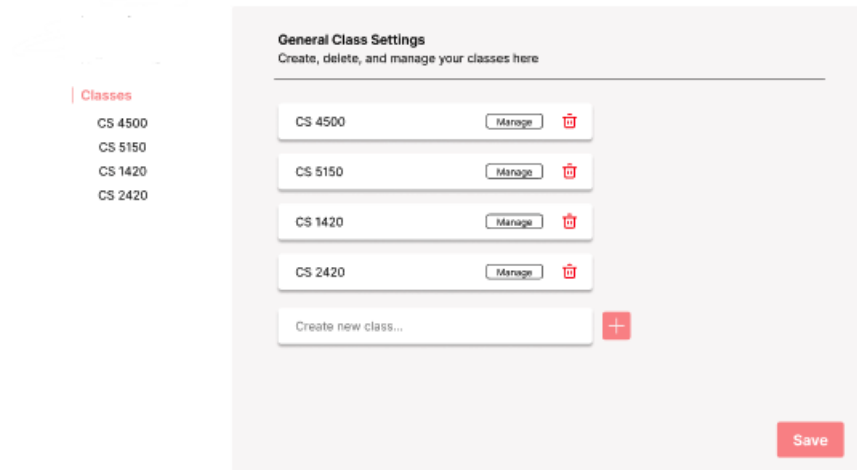 Classes
CS 4500
CS 5150
CS 1420
CS 2420
General Class Settings
Create, delete, and manage your classes here
CS 4500 Manage
CS 5150 Manage
CS 1420 Manage
CS 2420 Manage
Create new class...
Save